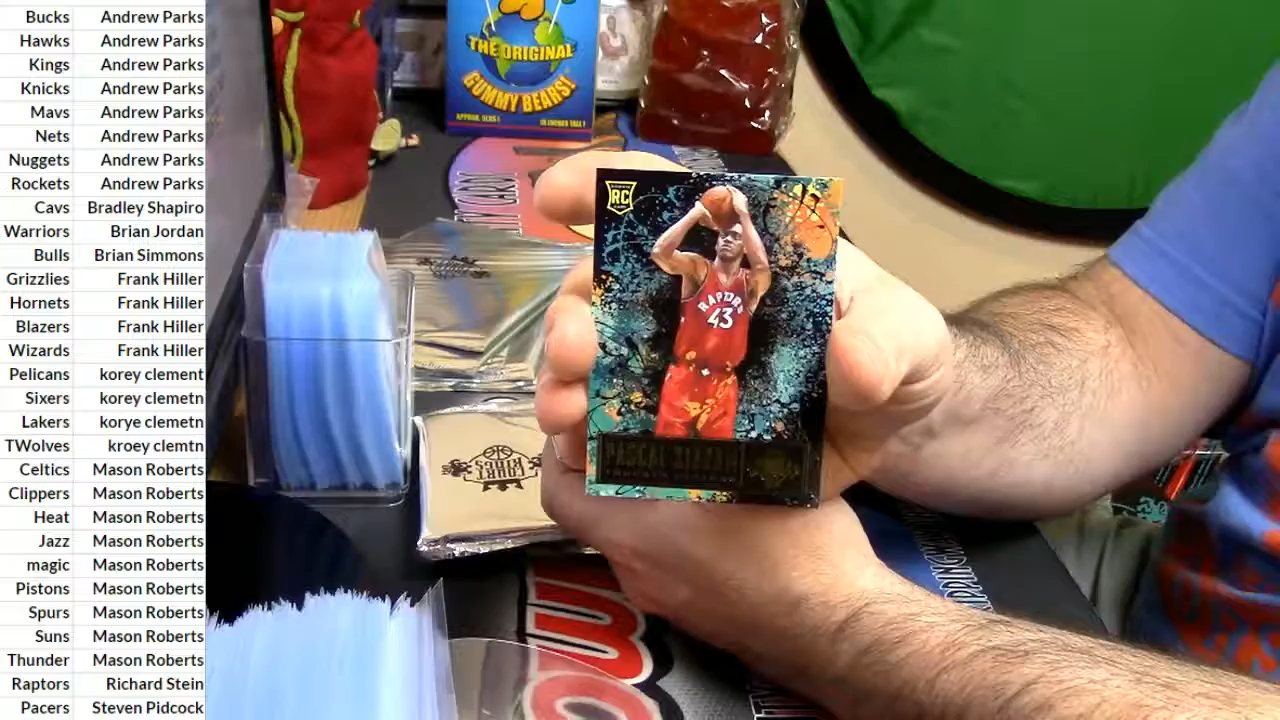 Bucks Andrew Parks
Hawks Andrew Parks
Kings Andrew Parks
Knicks Andrew Parks
Mavs Andrew Parks
Nets Andrew Parks
Nuggets Andrew Parks
Rockets Andrew Parks
Cavs Bradley Shapiro
Warriors Brian Jordan
Bulls Brian Simmons
Grizzlies Frank Hiller
Hornets Frank Hiller
Blazers Frank Hiller
Wizards Frank Hiller
Pelicans korey clement
Sixers korey clemetn
Lakers korye clemetn
TWolves kroey clemtn
Celtics Mason Roberts
Clippers Mason Roberts
Heat Mason Roberts
Jazz Mason Roberts
magic Mason Roberts
Pistons Mason Roberts
Spurs Mason Roberts
Suns Mason Roberts
Thunder Mason Roberts
Raptors Richard Stein
Pacers Steven Pidcock
THE ORIGINAL
GUMMY BEARS!
RC
RAPTORS
43
PASCAL SIAKAM
COURT
KINGS